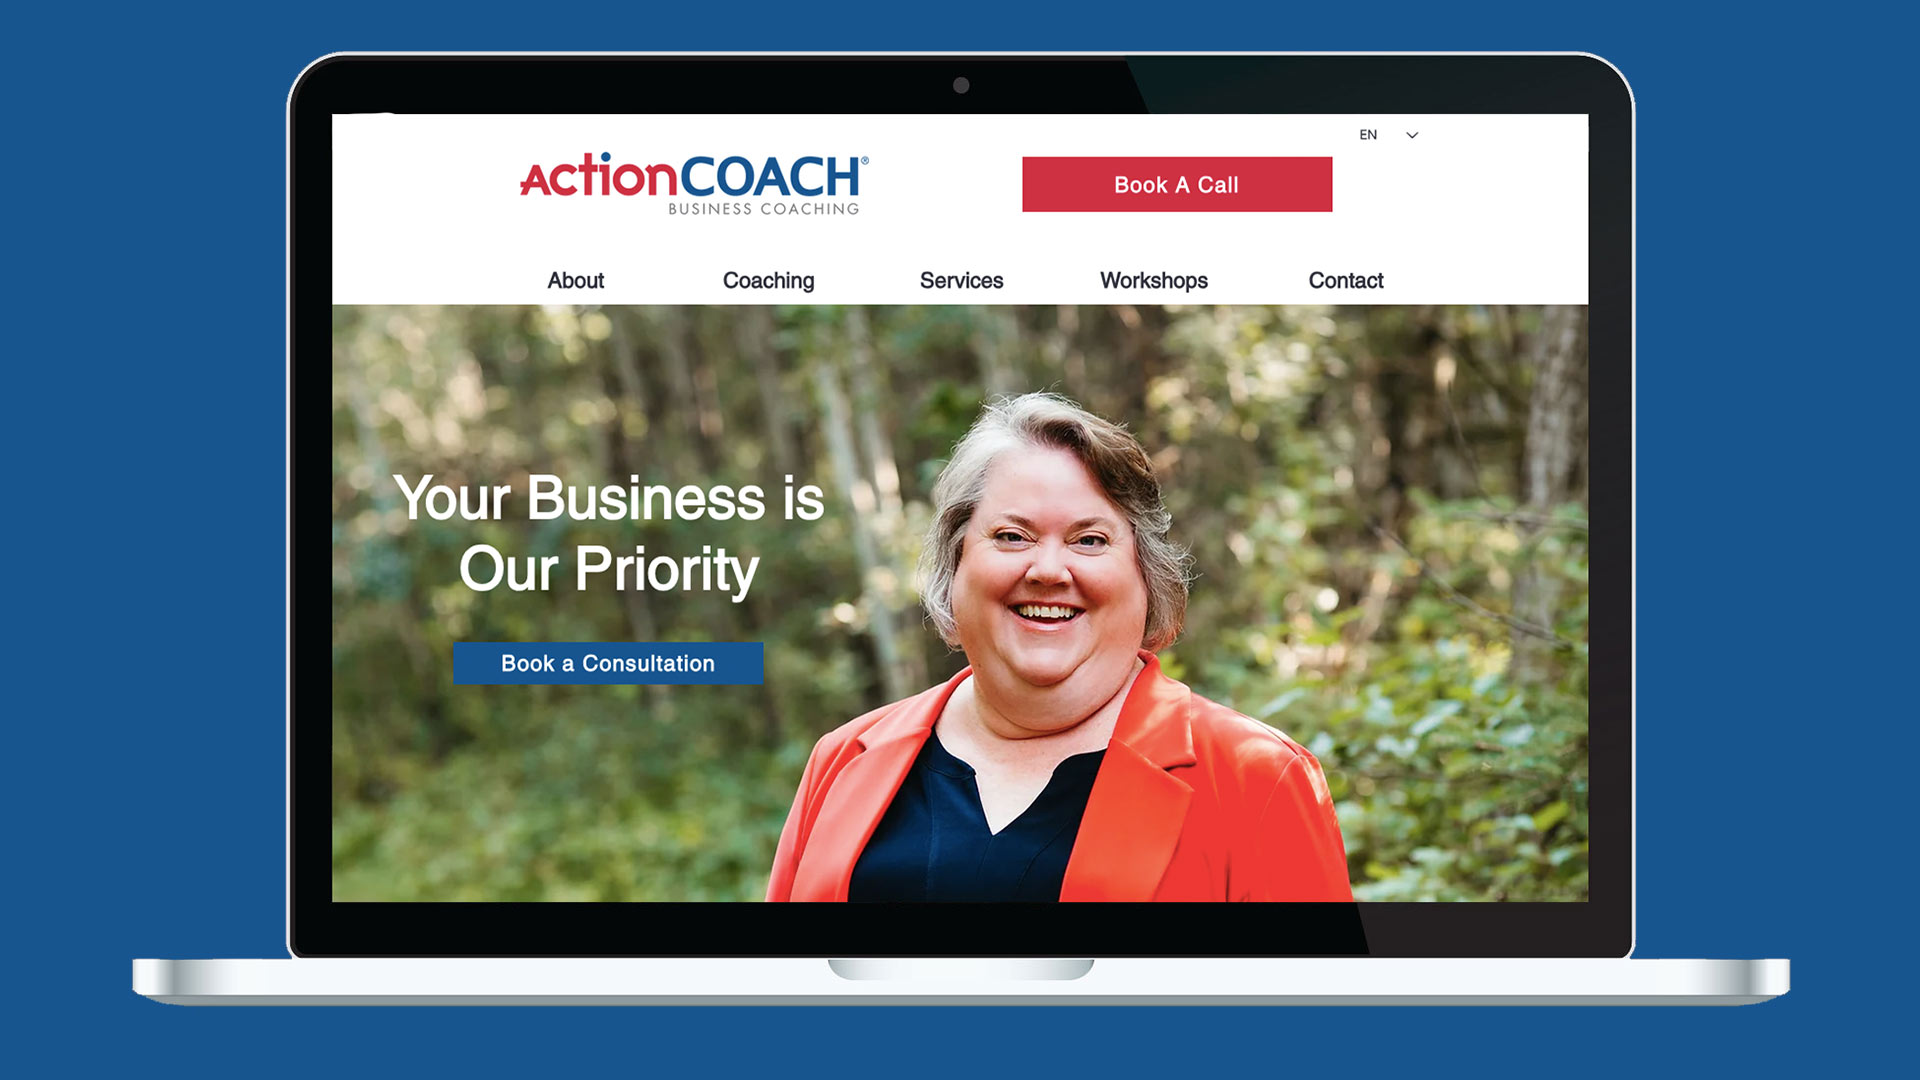 EN
ActionCOACH®
BUSINESS COACHING
Book A Call
About Coaching Services Workshops Contact
Your Business is
Our Priority
Book a Consultation